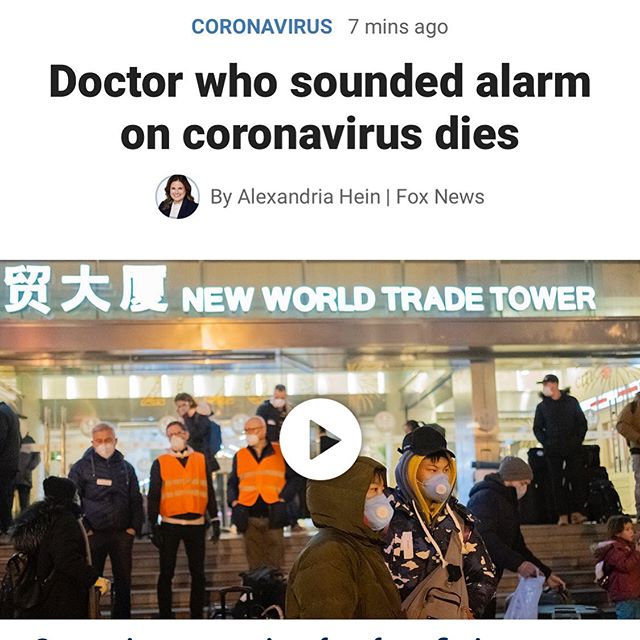 CORONAVIRUS 7 mins ago
Doctor who sounded alarm
on coronavirus dies
By Alexandria Hein | Fox News
贸大厦 NEW WORLD TRADE TOWER